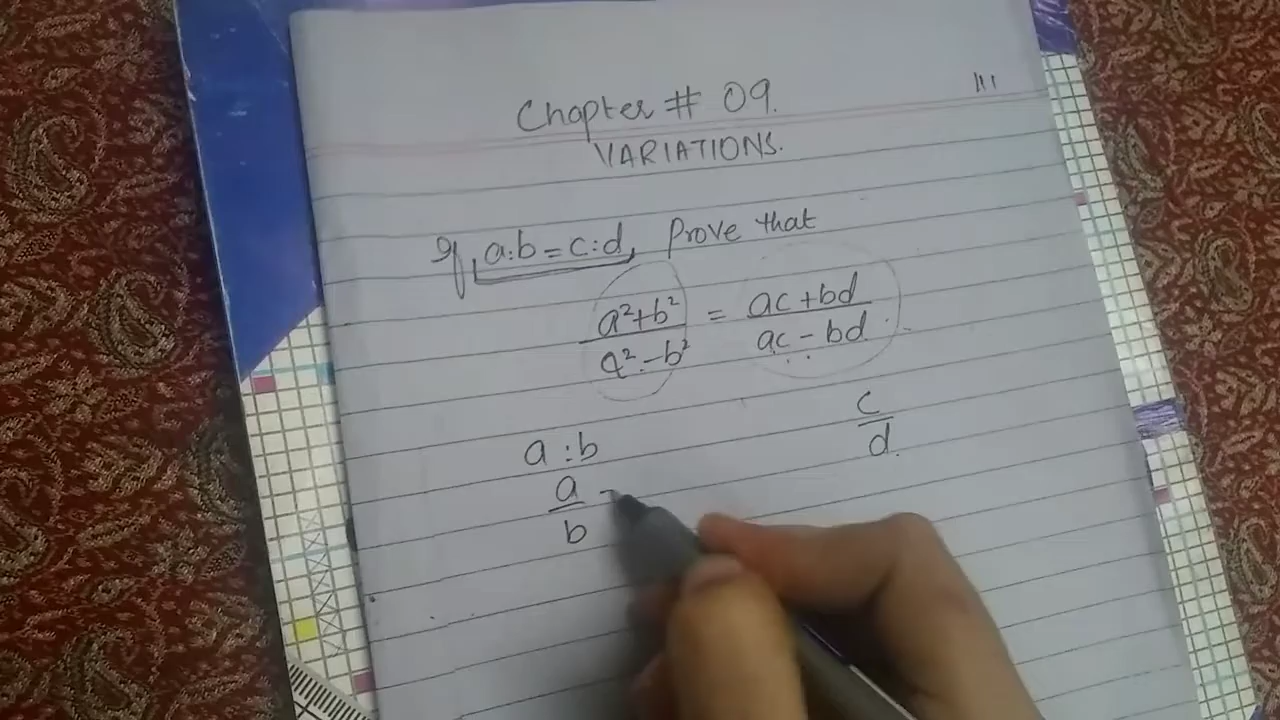 Chapter # 09.
111
VARIATIONS.
If, a:b = c:d, Prove that
a²+b² / a²-b² = ac+bd / ac-bd
c/d
a:b
a/b